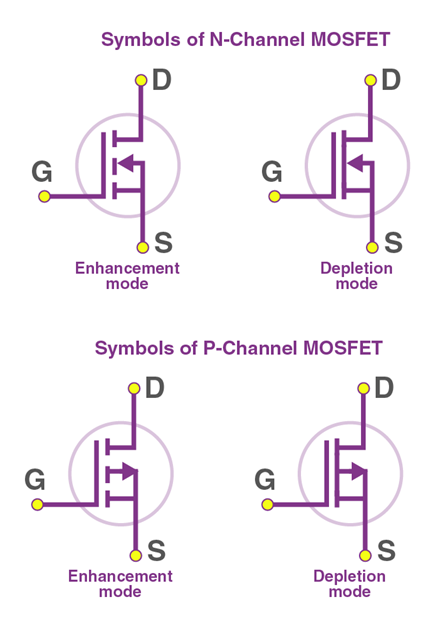 Symbols of N-Channel MOSFET
D D
G G
S S
Enhancement
mode
Depletion
mode
Symbols of P-Channel MOSFET
D D
G G
S S
Enhancement
mode
Depletion
mode